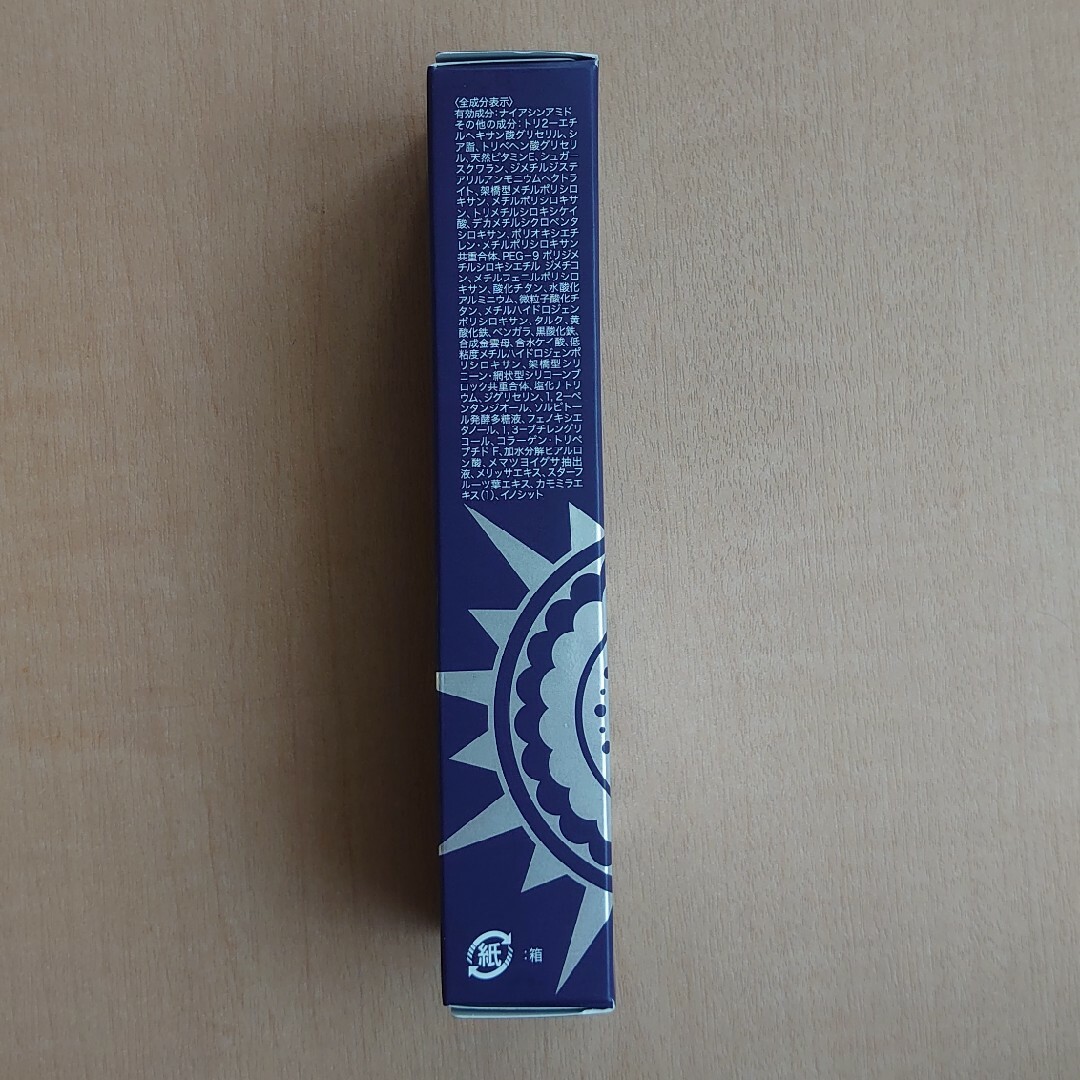 〈全成分表示〉
有効成分:ナイアシンアミド
その他の成分:トリ2ーエチ
ルヘキサン酸グリセリル、シ
ア脂、トリベヘン酸グリセリ
ル、天然ビタミンE、シュガー
スクワラン、ジメチルジステ
アリルアンモニウムヘクトラ
イト、架橋型メチルポリシロ
キサン、メチルポリシロキサ
ン、トリメチルシロキシケイ
酸、デカメチルシクロペンタ
シロキサン、ポリオキシエチ
レン・メチルポリシロキサン
共重合体、PEG-9 ポリジメ
チルシロキシエチル ジメチコ
ン、メチルフェニルポリシロ
キサン、酸化チタン、水酸化
アルミニウム、微粒子酸化チ
タン、メチルハイドロジェン
ポリシロキサン、タルク、黄
酸化鉄、ベンガラ、黒酸化鉄、
合成金雲母、含水ケイ酸、低
粘度メチルハイドロジェンポ
リシロキサン、架橋型シリ
コーン・網状型シリコーンブ
ロック共重合体、塩化ナトリ
ウム、ジグリセリン、1,2ーペ
ンタンジオール、ソルビトー
ル発酵多糖液、フェノキシエ
タノール、1,3ーブチレングリ
コール、コラーゲン・トリペ
プチド F、加水分解ヒアルロ
ン酸、メマツヨイグサ抽出
液、メリッサエキス、スターフ
ルーツ葉エキス、カモミラエ
キス(1)、イノシット
紙 :箱